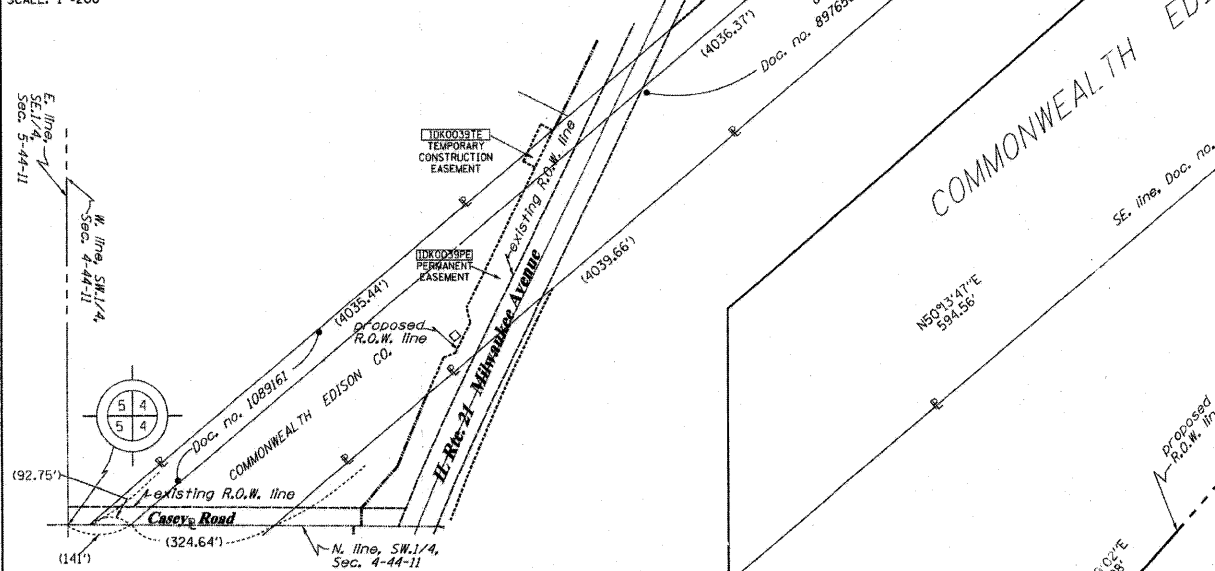 SCALE: 1"=200'
E. line,
SE.1/4,
Sec. 5-44-11
W. line, SW.1/4,
Sec. 4-44-11
1DK0039TE
TEMPORARY
CONSTRUCTION
EASEMENT
existing R.O.W. line
1DK0039PE
PERMANENT
EASEMENT
(4036.37')
Doc. no. 89765
(4039.66')
(4035.44')
proposed
R.O.W. line
IL Rte. 21 Milwaukee Avenue
Doc. no. 1089161
COMMONWEALTH EDISON CO.
5 4
5 4
(92.75')
existing R.O.W. line
Casey Road
(324.64')
(141')
N. line, SW.1/4,
Sec. 4-44-11
COMMONWEALTH EDI
SE. line, Doc. no.
N50°13'47"E
594.56'
proposed
R.O.W. lin
02"E